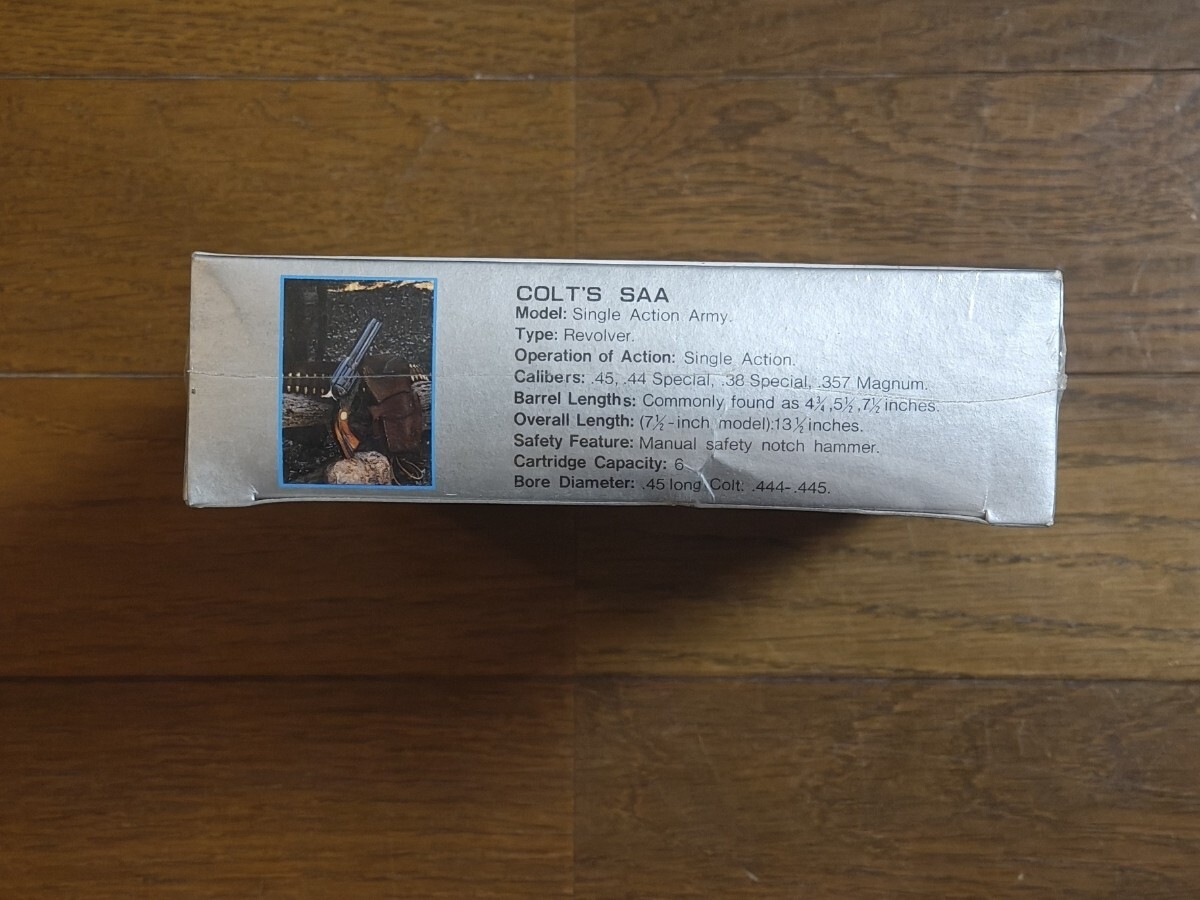 COLT'S SAA
Model: Single Action Army.
Type: Revolver.
Operation of Action: Single Action.
Calibers: .45, .44 Special, .38 Special, .357 Magnum.
Barrel Lengths: Commonly found as 4¾, 5½, 7½ inches.
Overall Length: (7½-inch model):13½ inches.
Safety Feature: Manual safety notch hammer.
Cartridge Capacity: 6
Bore Diameter: .45 long Colt: .444-.445.